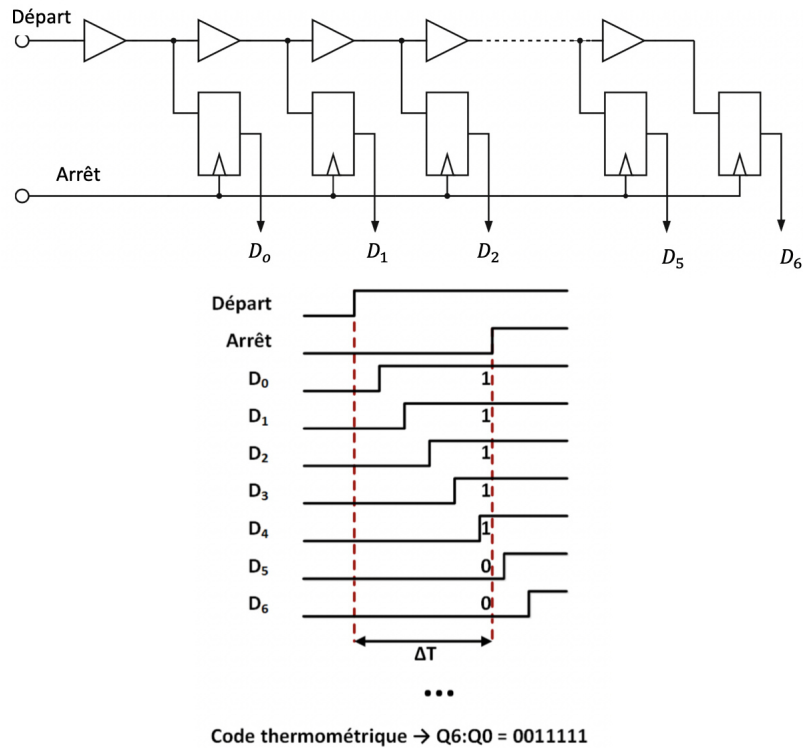 Départ
Arrêt
Do D1 D2 D5 D6
Départ
Arrêt
D0 1
D1 1
D2 1
D3 1
D4 1
D5 0
D6 0
ΔT
...
Code thermométrique → Q6:Q0 = 0011111